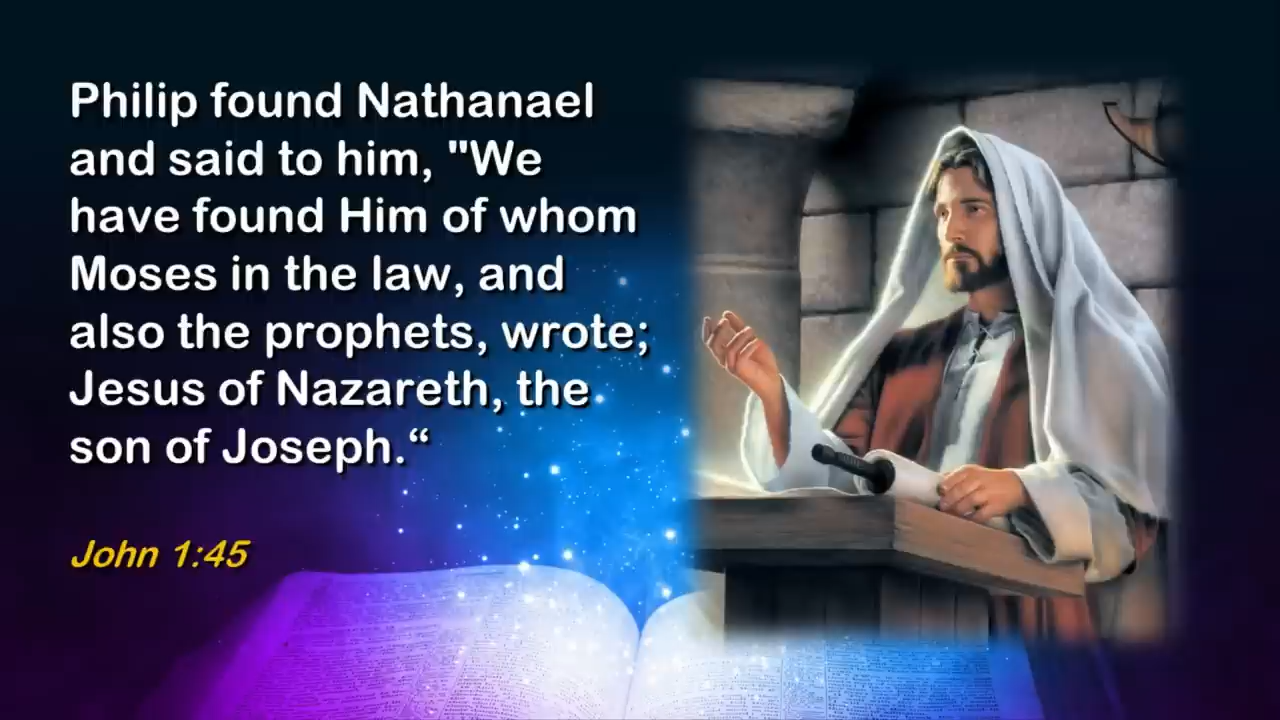 Philip found Nathanael
and said to him, "We
have found Him of whom
Moses in the law, and
also the prophets, wrote;
Jesus of Nazareth, the
son of Joseph.“
John 1:45